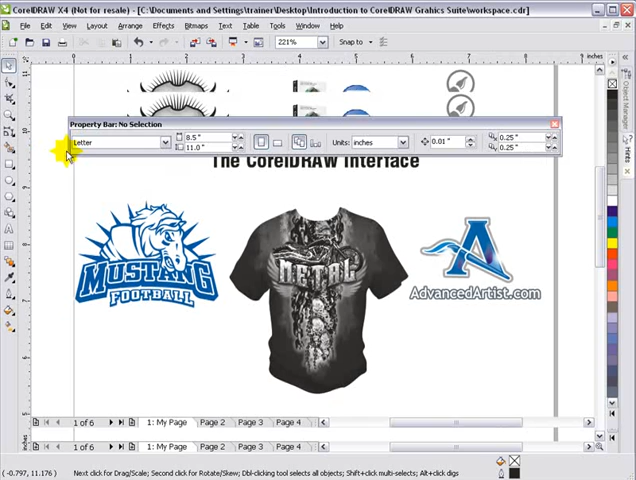 CorelDRAW X4 (Not for resale) - [C:\Documents and Settings\trainer\Desktop\Introduction to CorelDRAW Grahics Suite\workspace.cdr]
File Edit View Layout Arrange Effects Bitmaps Text Table Tools Window Help
221% Snap to
inches
Property Bar: No Selection
Letter 8.5 " 11.0 " Units: inches 0.01 " 0.25 " 0.25 "
The CorelDRAW Interface
MUSTANG
FOOTBALL
METAL
A
AdvancedArtist.com
Object Manager
Hints
1 of 6 1: My Page Page 2 Page 3 Page 4
inches
1 of 6 1: My Page Page 2 Page 3 Page 4
( -0.797, 11.176 ) Next click for Drag/Scale; Second click for Rotate/Skew; Dbl-clicking tool selects all objects; Shift+click multi-selects; Alt+click digs